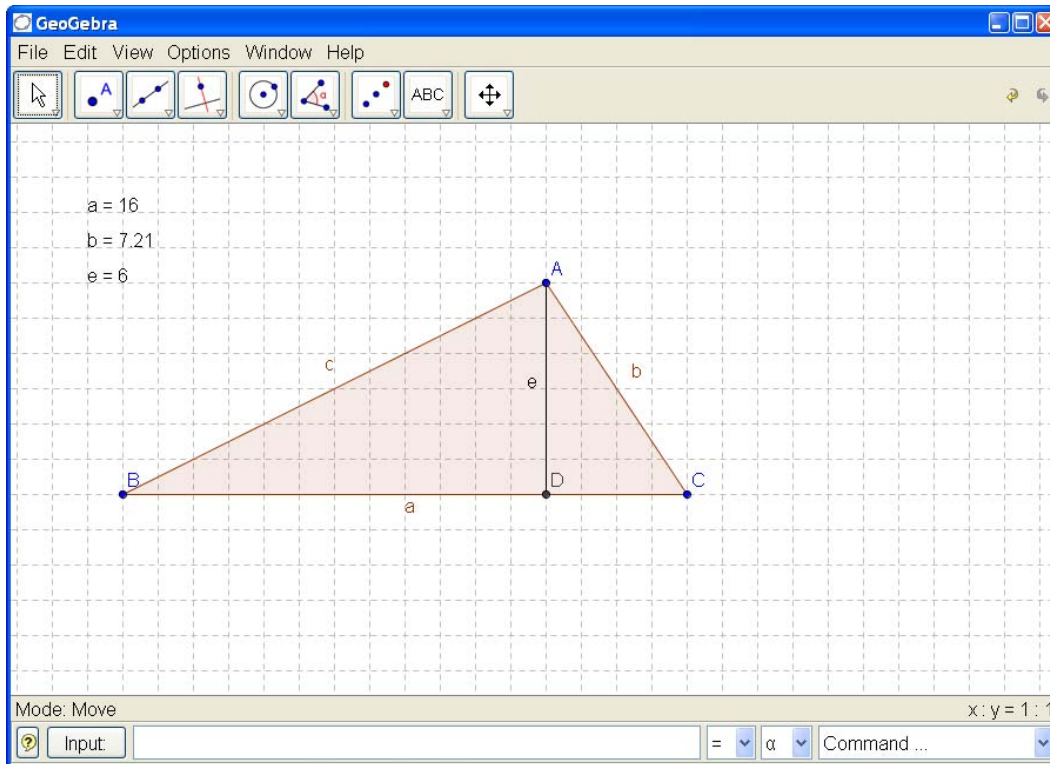 GeoGebra
File Edit View Options Window Help
A
ABC
a = 16
b = 7.21
e = 6
A
c
b
e
B
D
C
a
Mode: Move
x : y = 1 : 1
Input:
=
α
Command ...